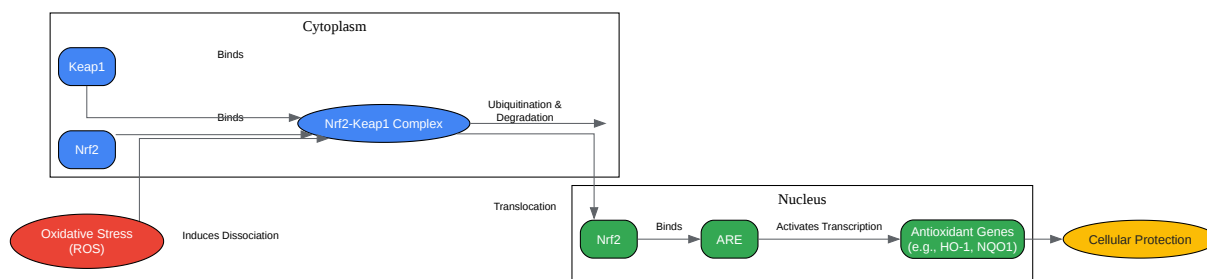 Cytoplasm
Keap1
Binds
Binds
Nrf2
Nrf2-Keap1 Complex
Ubiquitination &
Degradation
Oxidative Stress
(ROS)
Induces Dissociation
Translocation
Nucleus
Nrf2
Binds
ARE
Activates Transcription
Antioxidant Genes
(e.g., HO-1, NQO1)
Cellular Protection